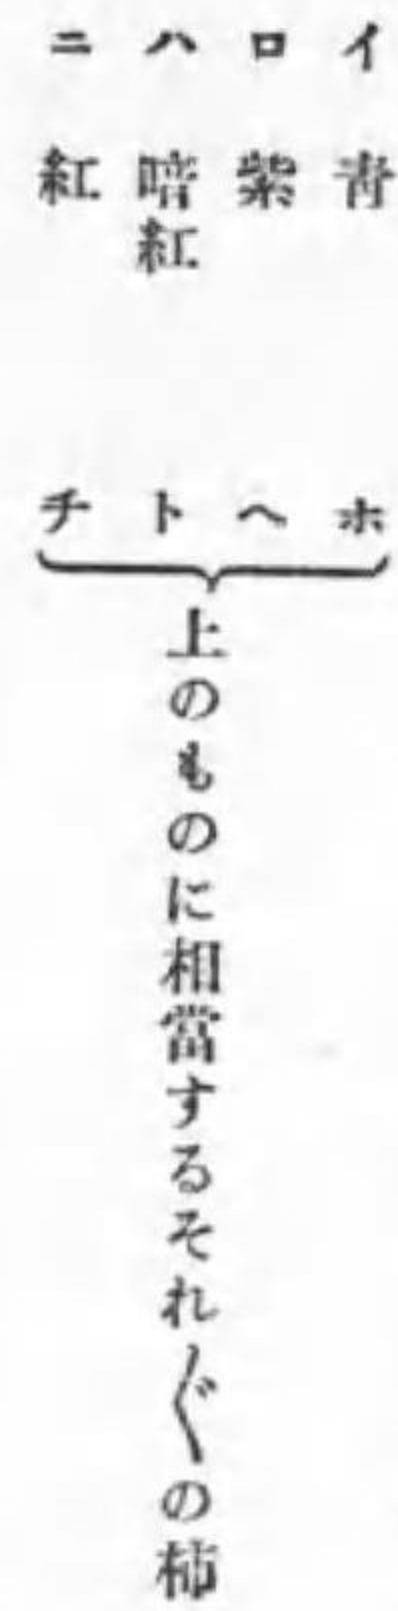 イ 青
ロ 紫
ハ 暗紅
ニ 紅
ホ
ヘ
ト
チ
上のものに相當するそれ〴〵の柿